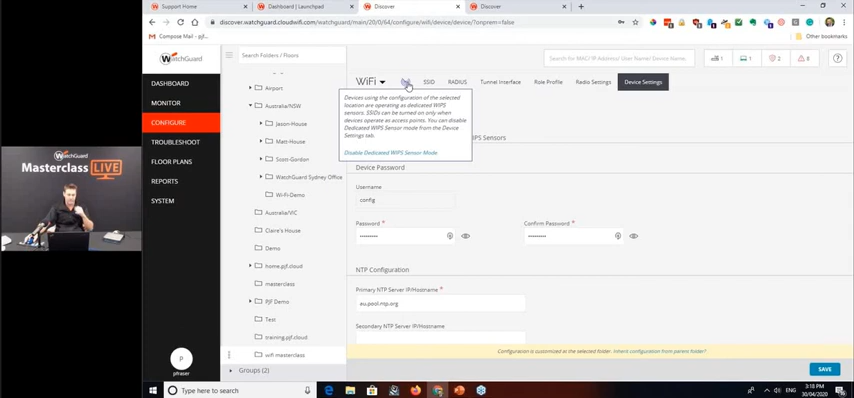 Support Home
Dashboard | Launchpad
Discover
Discover
discover.watchguard.cloudwifi.com/watchguard/main/20/0/64/configure/wifi/device/device/?onprem=false
Other bookmarks
WatchGuard
Search Folders / Floors
Search for MAC/ IP Address/ User Name/ Device Name.
1
1
2
8
DASHBOARD
MONITOR
CONFIGURE
TROUBLESHOOT
FLOOR PLANS
REPORTS
SYSTEM
P
pfraser
Airport
Australia/NSW
Jason-House
Matt-House
Scott-Gordon
WatchGuard Sydney Office
Wi-Fi-Demo
Australia/VIC
Claire's House
Demo
home.pjf.cloud
masterclass
PJF Demo
Test
training.pjf.cloud
wifi masterclass
Groups (2)
WiFi
SSID
RADIUS
Tunnel Interface
Role Profile
Radio Settings
Device Settings
Devices using the configuration of the selected
location are operating as dedicated WIPS
sensors. SSIDs can be turned on only when
devices operate as access points. You can disable
Dedicated WIPS Sensor mode from the Device
Settings tab.
Disable Dedicated WIPS Sensor Mode
WIPS Sensors
Device Password
Username
config
Password *
Confirm Password *
NTP Configuration
Primary NTP Server IP/Hostname *
au.pool.ntp.org
Secondary NTP Server IP/Hostname
Configuration is customized at the selected folder. Inherit configuration from parent folder?
SAVE
WatchGuard
Masterclass LIVE
Type here to search
ENG
3:18 PM
30/04/2020